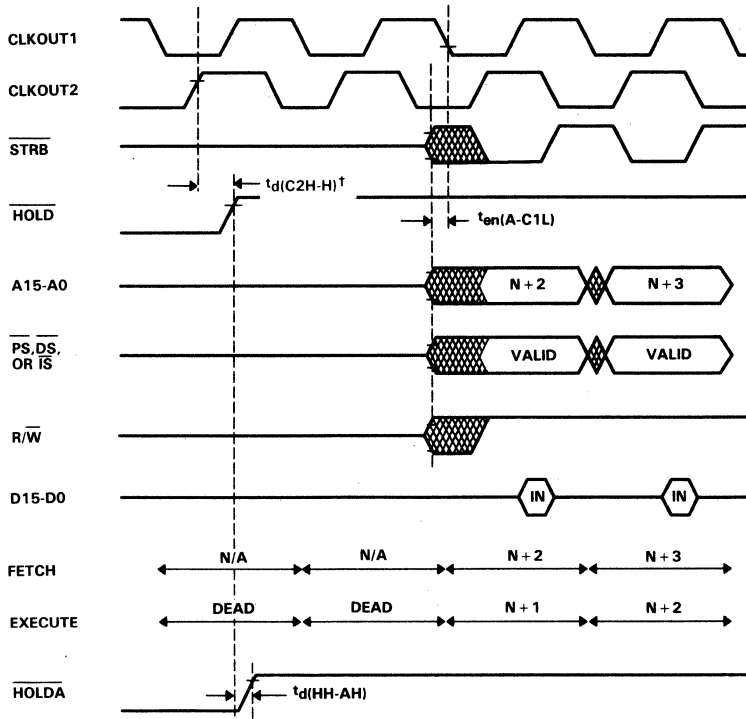 CLKOUT1
CLKOUT2
STRB
td(C2H-H)†
HOLD
ten(A-C1L)
A15-A0 N + 2 N + 3
PS, DS,
OR IS VALID VALID
R/W
D15-D0 IN IN
N/A N/A N + 2 N + 3
FETCH
DEAD DEAD N + 1 N + 2
EXECUTE
HOLDA td(HH-AH)